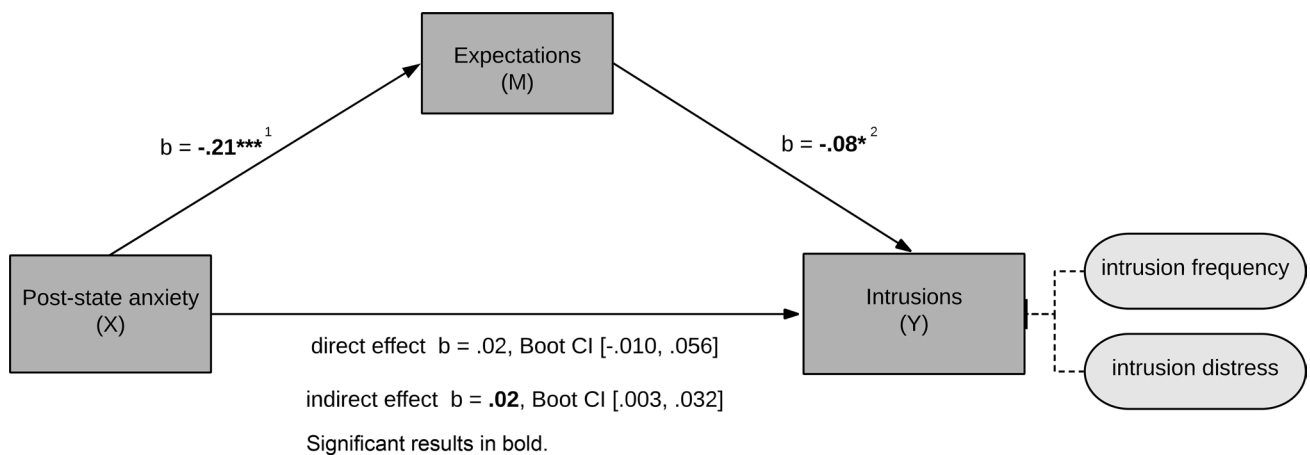 Expectations
(M)
b = -.21***1
b = -.08*2
Post-state anxiety
(X)
Intrusions
(Y)
intrusion frequency
intrusion distress
direct effect b = .02, Boot CI [-.010, .056]
indirect effect b = .02, Boot CI [.003, .032]
Significant results in bold.